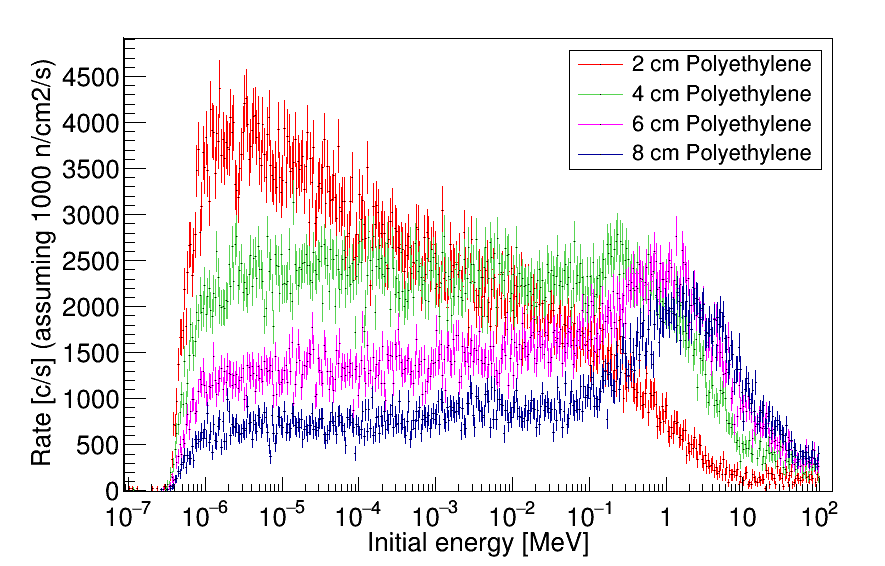 Rate [c/s] (assuming 1000 n/cm2/s)
4500
4000
3500
3000
2500
2000
1500
1000
500
0
2 cm Polyethylene
4 cm Polyethylene
6 cm Polyethylene
8 cm Polyethylene
10⁻⁷ 10⁻⁶ 10⁻⁵ 10⁻⁴ 10⁻³ 10⁻² 10⁻¹ 1 10 10²
Initial energy [MeV]